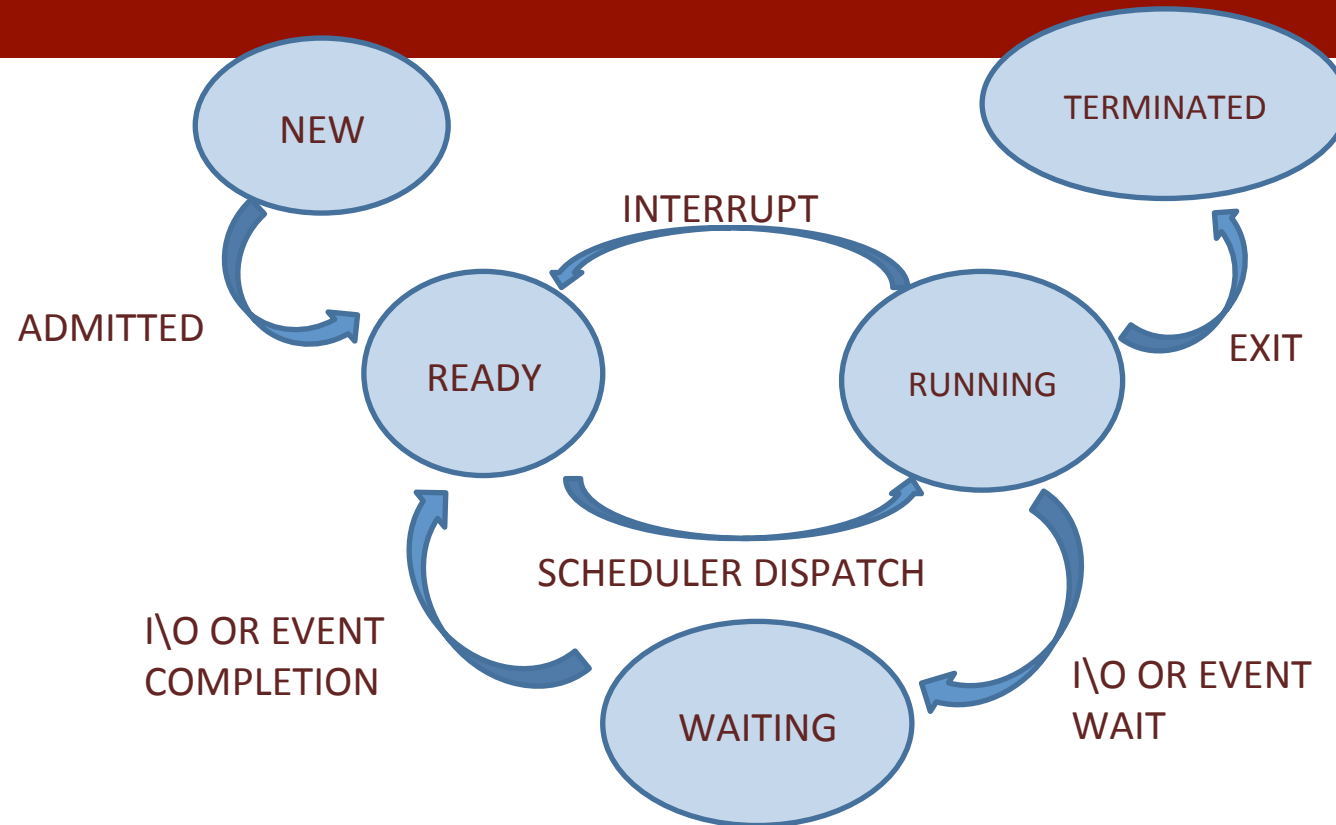 NEW
TERMINATED
INTERRUPT
ADMITTED
READY
RUNNING
EXIT
SCHEDULER DISPATCH
I\O OR EVENT
COMPLETION
WAITING
I\O OR EVENT
WAIT